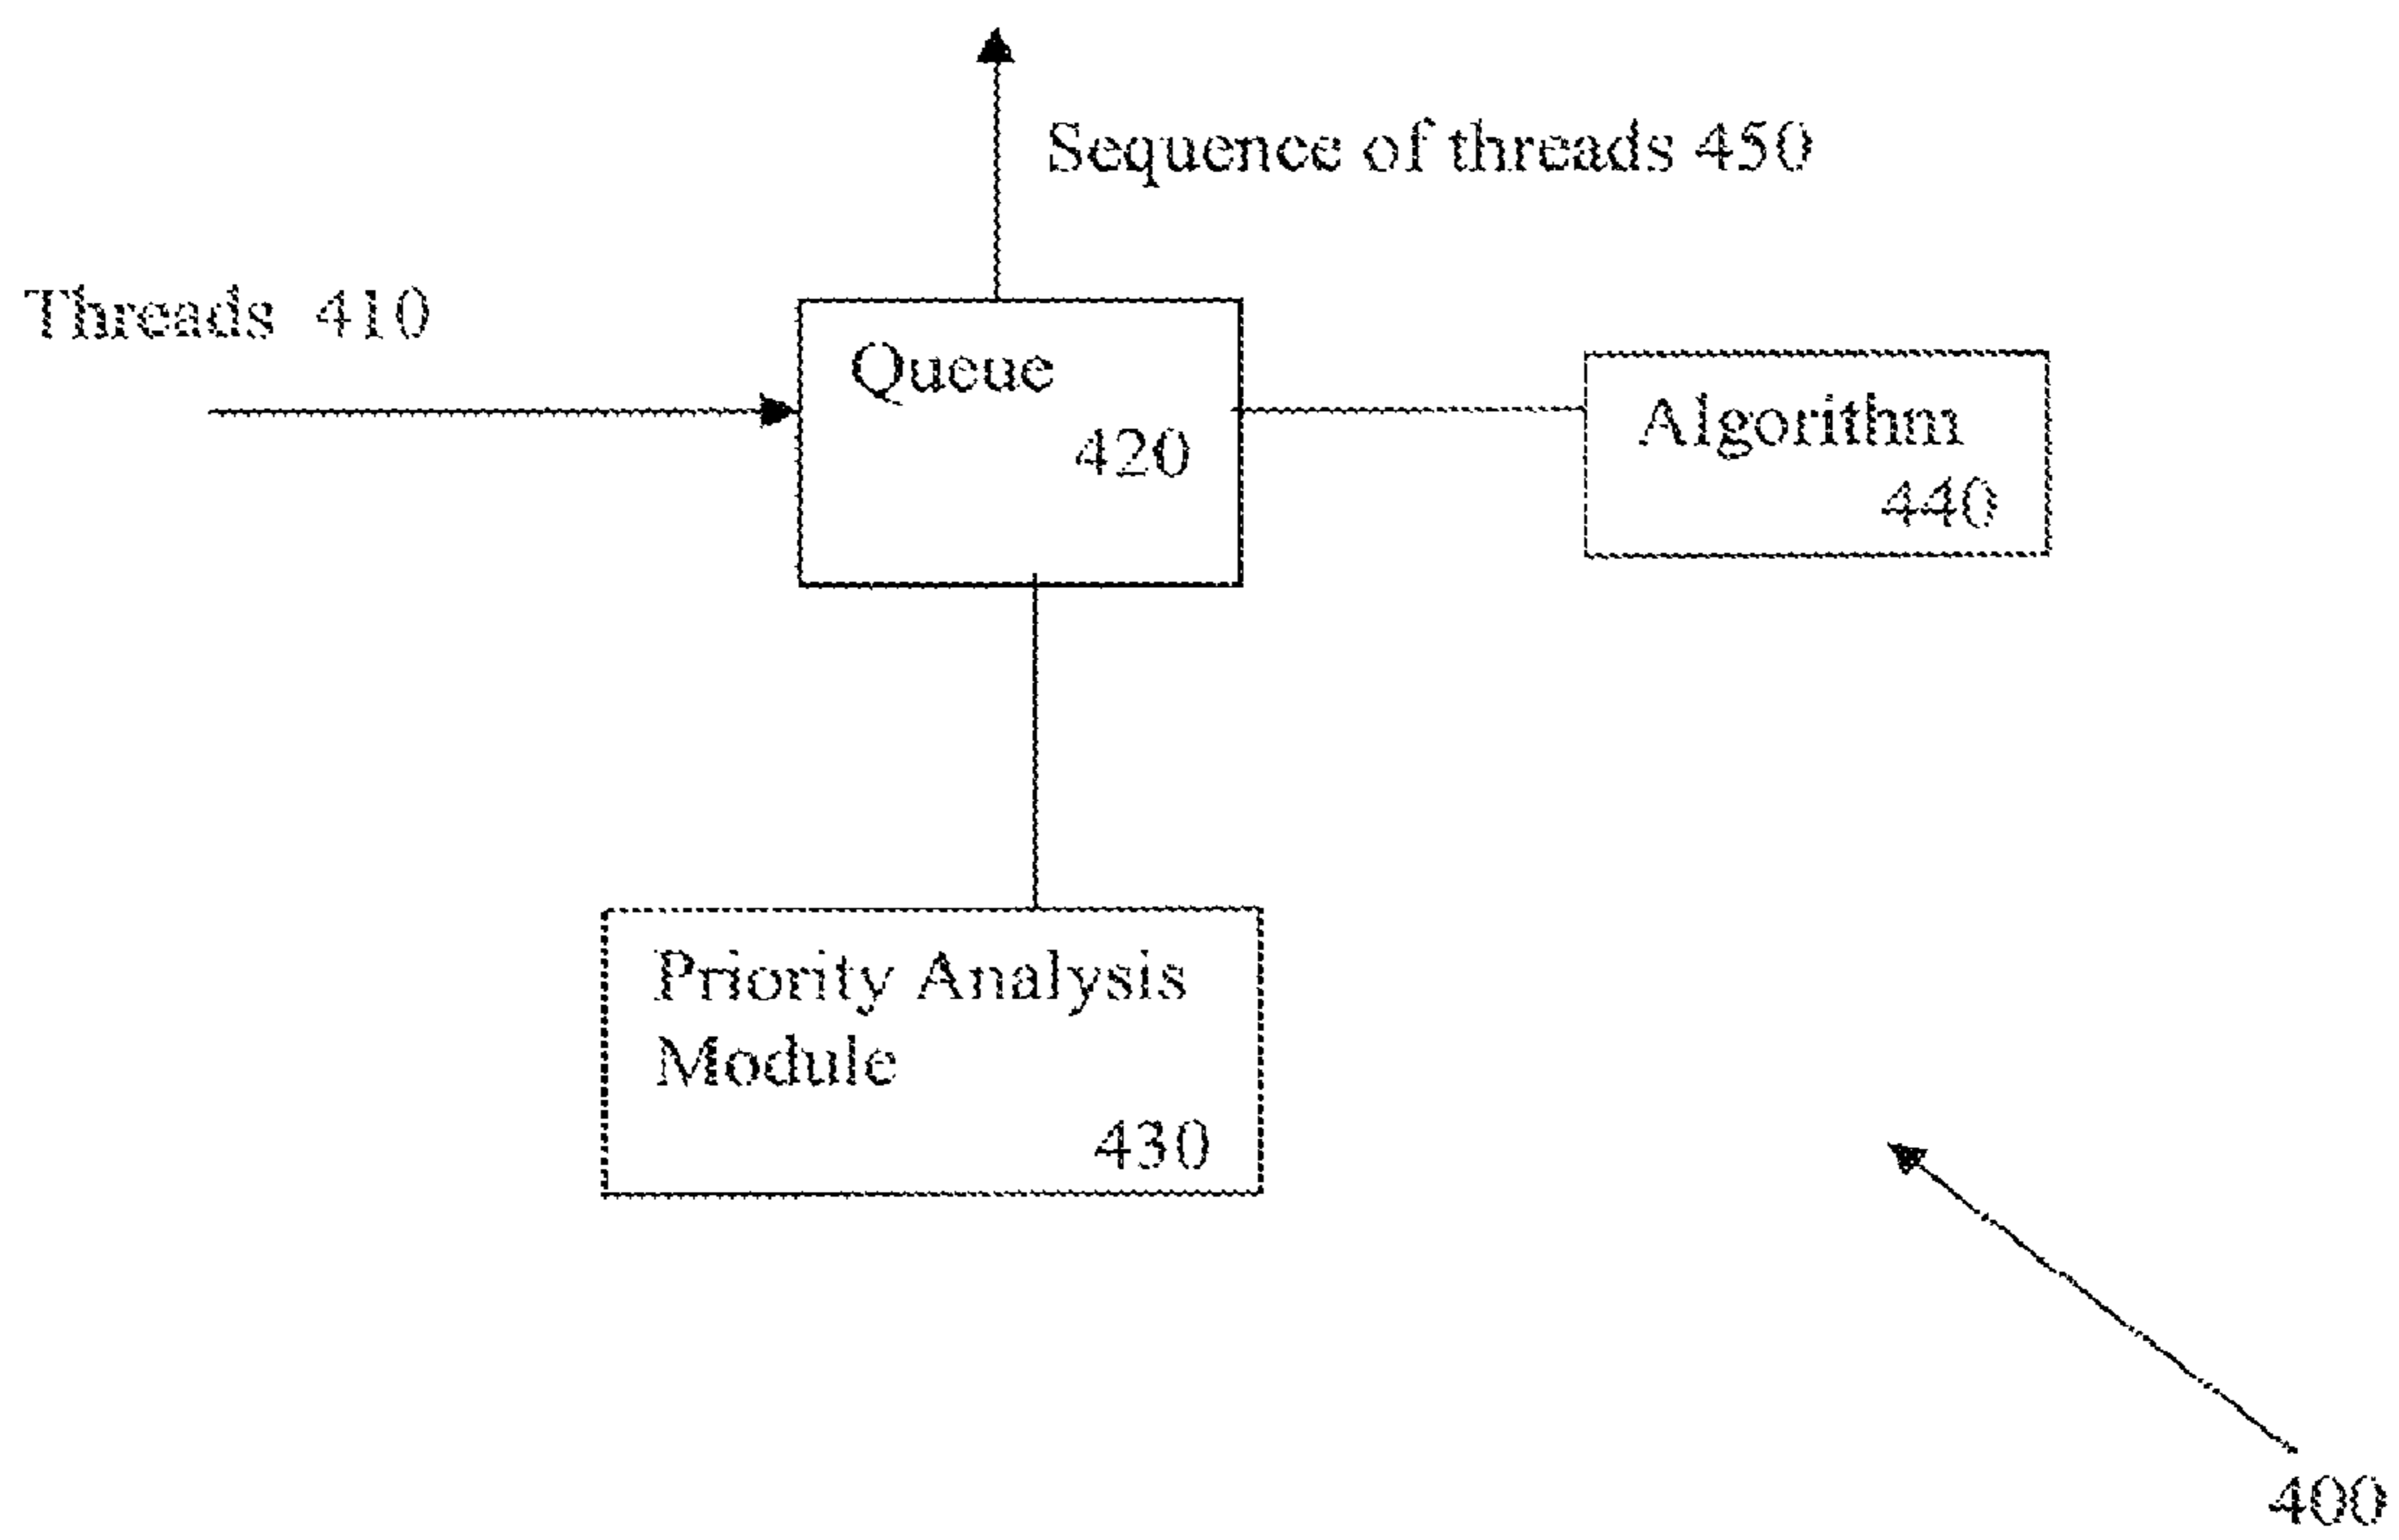 Sequence of threads 450
Threads 410
Queue
420
Algorithm
440
Priority Analysis
Module
430
400